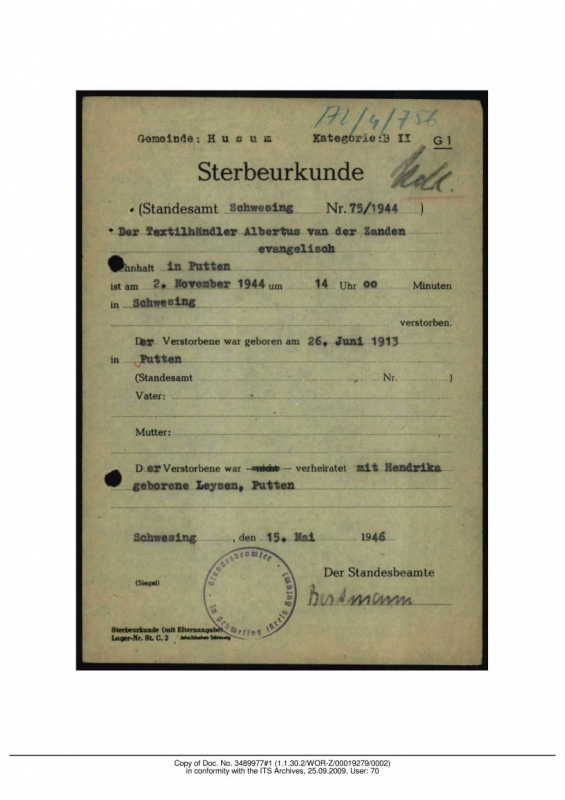 AL/4/756
Gemeinde: Husum Kategorie:B II G 1
Sterbeurkunde
(Standesamt Schwesing Nr. 75/1944 )
Der Textilhändler Albertus van der Zanden
evangelisch
wohnhaft in Putten
ist am 2. November 1944 um 14 Uhr 00 Minuten
in Schwesing
verstorben.
Der Verstorbene war geboren am 26. Juni 1913
in Putten
(Standesamt Nr. )
Vater:
Mutter:
Der Verstorbene war — nicht — verheiratet mit Hendrika
geborene Leysen, Putten
Schwesing , den 15. Mai 1946
Der Standesbeamte
(Siegel)
Standesbeamter
in Schwesing (Kreis Husum)
Sterbeurkunde (mit Elternangabe)
Lager-Nr. St. C. 2
Copy of Doc. No. 3489977#1 (1.1.30.2/WOR-Z/00019279/0002)
in conformity with the ITS Archives, 25.09.2009, User: 70